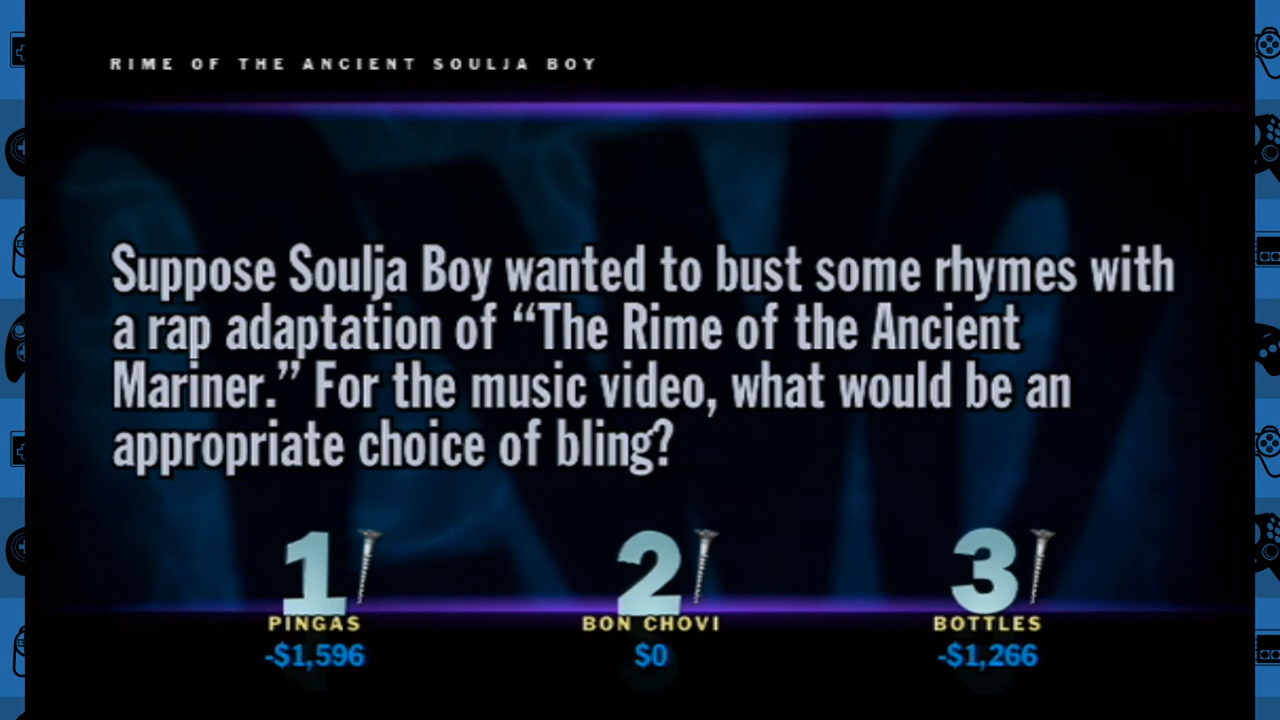 RIME OF THE ANCIENT SOULJA BOY
Suppose Soulja Boy wanted to bust some rhymes with
a rap adaptation of “The Rime of the Ancient
Mariner.” For the music video, what would be an
appropriate choice of bling?
1 2 3
PINGAS BON CHOVI BOTTLES
-$1,596 $0 -$1,266